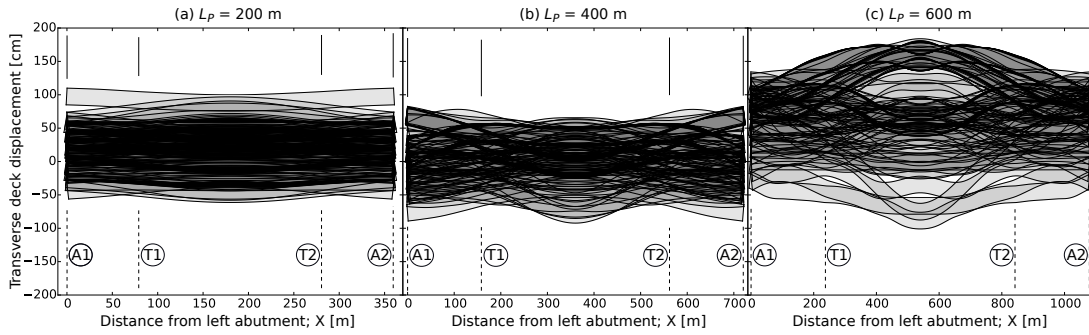 (a) L_P = 200 m
(b) L_P = 400 m
(c) L_P = 600 m
Transverse deck displacement [cm]
200
150
100
50
0
−50
−100
−150
−200
A1 T1 T2 A2
A1 T1 T2 A2
A1 T1 T2 A2
0 50 100 150 200 250 300 350
0 100 200 300 400 500 600 700
0 200 400 600 800 1000
Distance from left abutment; X [m]
Distance from left abutment; X [m]
Distance from left abutment; X [m]